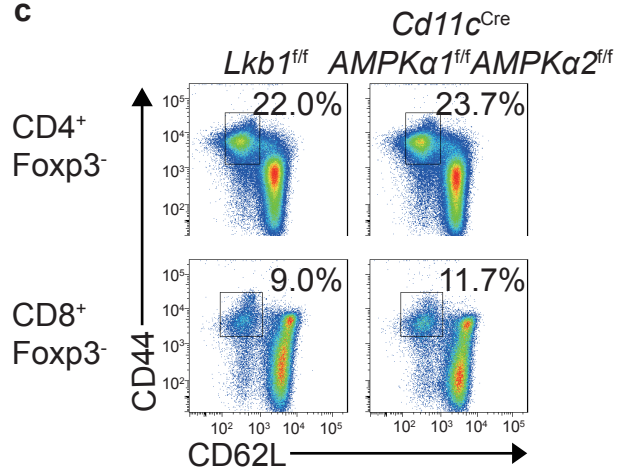 c
Cd11cCre
Lkb1f/f AMPKα1f/fAMPKα2f/f
CD4+
Foxp3-
22.0%
23.7%
10⁵
10⁴
10³
10²
CD8+
Foxp3-
9.0%
11.7%
10⁵
10⁴
10³
10²
CD44
10² 10³ 10⁴ 10⁵
10² 10³ 10⁴ 10⁵
CD62L